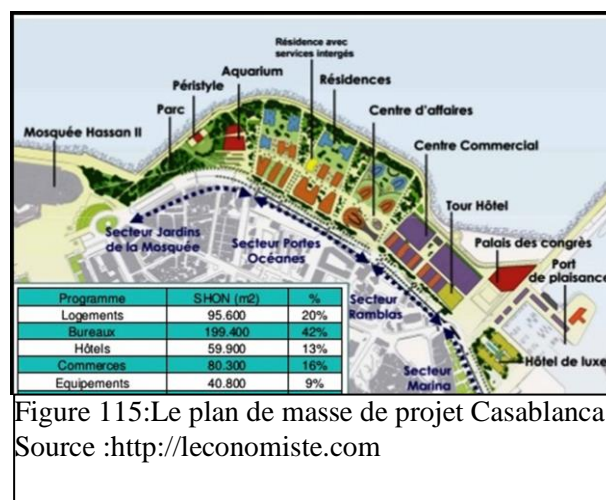 Résidence avec
services intergés
Aquarium
Résidences
Péristyle
Parc
Centre d'affaires
Mosquée Hassan II
Centre Commercial
Tour Hôtel
Secteur Jardins
de la Mosquée
Secteur Portes
Océanes
Palais des congrès
Port
de plaisance
Secteur
Ramblas
Hôtel de luxe
Secteur
Marina
Programme SHON (m2) %
Logements 95.600 20%
Bureaux 199.400 42%
Hôtels 59.900 13%
Commerces 80.300 16%
Equipements 40.800 9%
Figure 115:Le plan de masse de projet Casablanca
Source :http://leconomiste.com